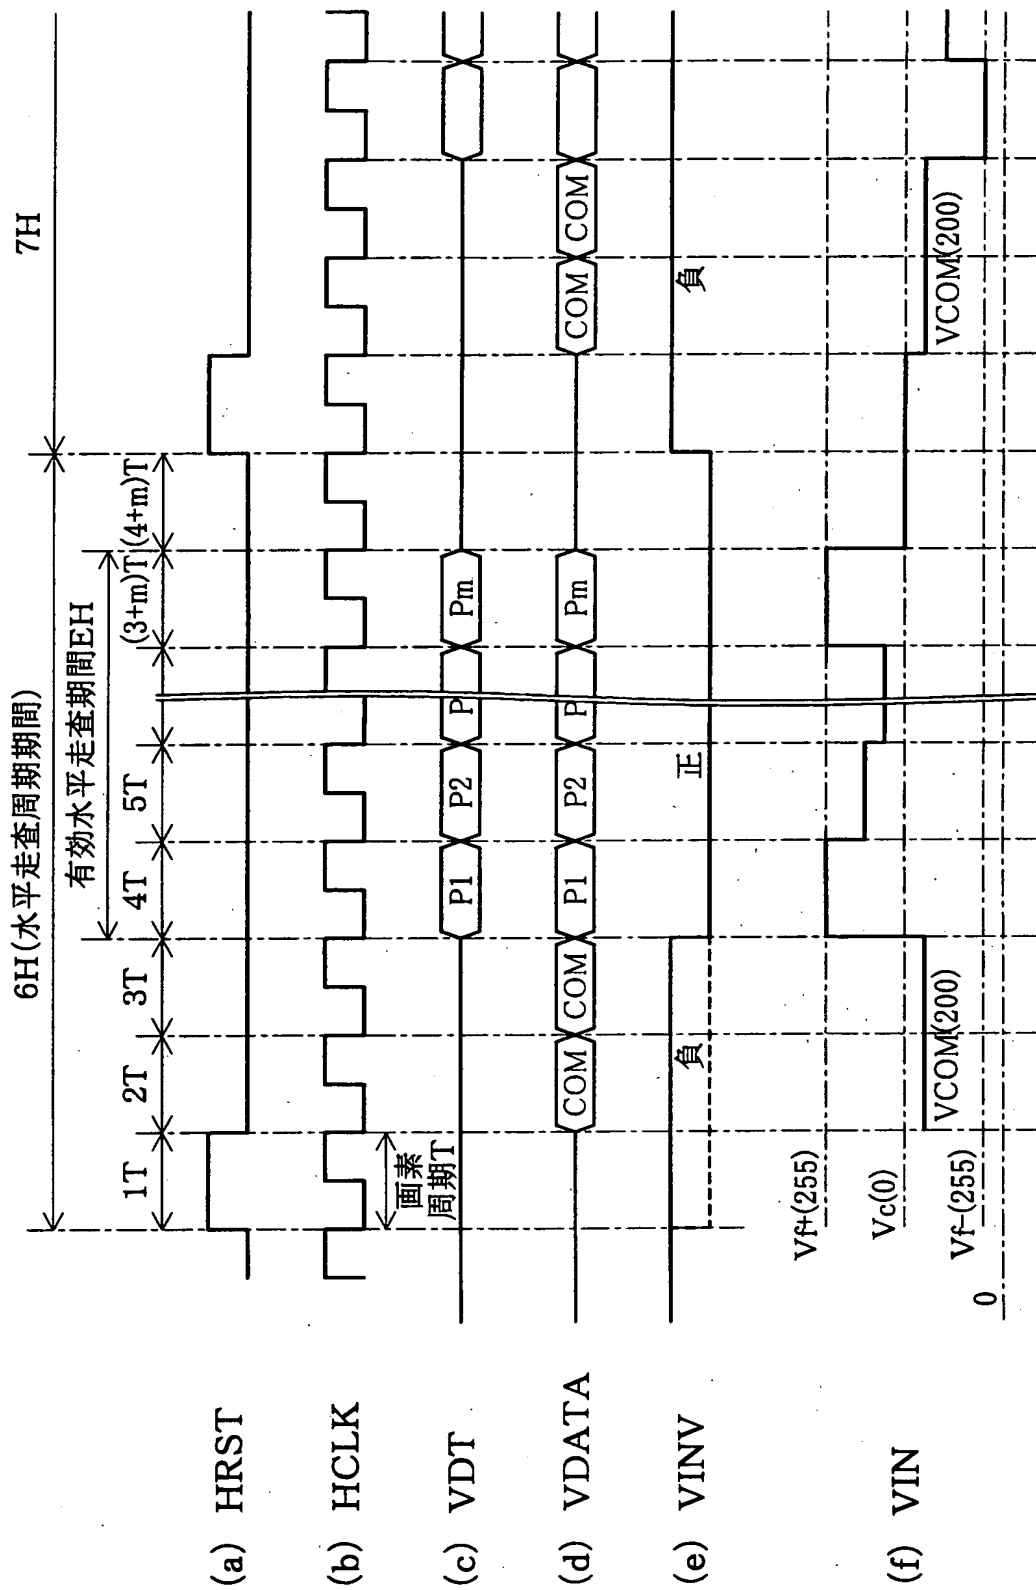 6H(水平走査周期期間)
7H
有効水平走査期間EH
1T 2T 3T 4T 5T (3+m)T (4+m)T
(a) HRST
(b) HCLK
画素
周期T
(c) VDT P1 P2 P Pm
(d) VDATA COM COM P1 P2 P Pm COM COM
(e) VINV 負 正 負
(f) VIN
Vf+(255)
Vc(0)
Vf-(255)
0
VCOM(200)
VCOM(200)